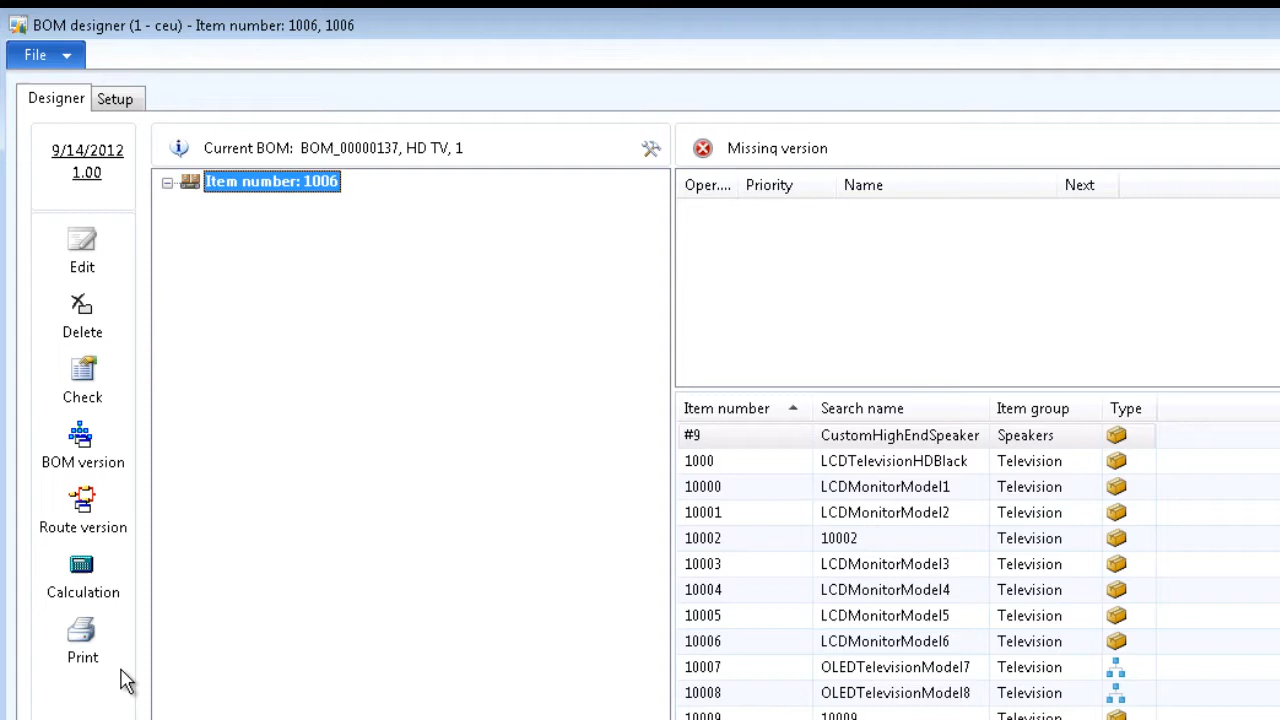 BOM designer (1 - ceu) - Item number: 1006, 1006
File
Designer
Setup
9/14/2012
1.00
Edit
Delete
Check
BOM version
Route version
Calculation
Print
Current BOM: BOM_00000137, HD TV, 1
Item number: 1006
Missing version
Oper.... Priority Name Next
Item number Search name Item group Type
#9 CustomHighEndSpeaker Speakers
1000 LCDTelevisionHDBlack Television
10000 LCDMonitorModel1 Television
10001 LCDMonitorModel2 Television
10002 10002 Television
10003 LCDMonitorModel3 Television
10004 LCDMonitorModel4 Television
10005 LCDMonitorModel5 Television
10006 LCDMonitorModel6 Television
10007 OLEDTelevisionModel7 Television
10008 OLEDTelevisionModel8 Television
10009 10009 Television